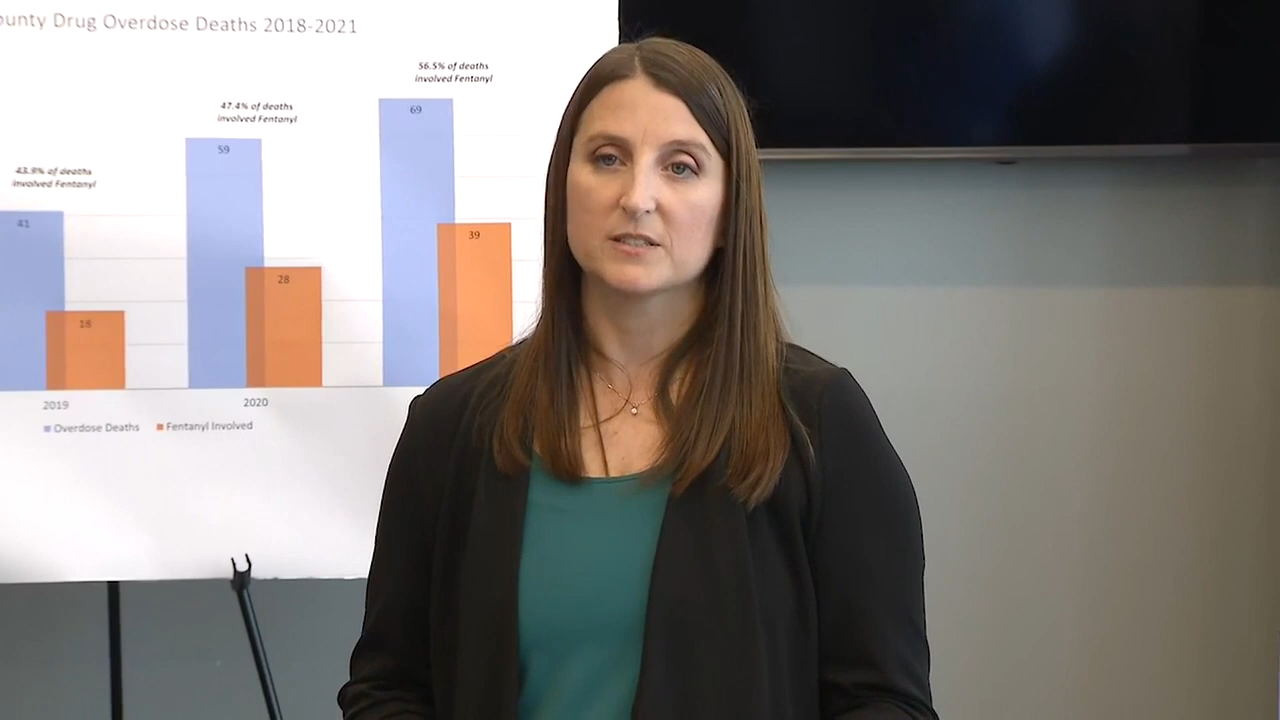 ounty Drug Overdose Deaths 2018-2021
56.5% of deaths
involved Fentanyl
47.4% of deaths
involved Fentanyl
43.9% of deaths
involved Fentanyl
69
59
41
39
28
18
2019
2020
Overdose Deaths
Fentanyl Involved